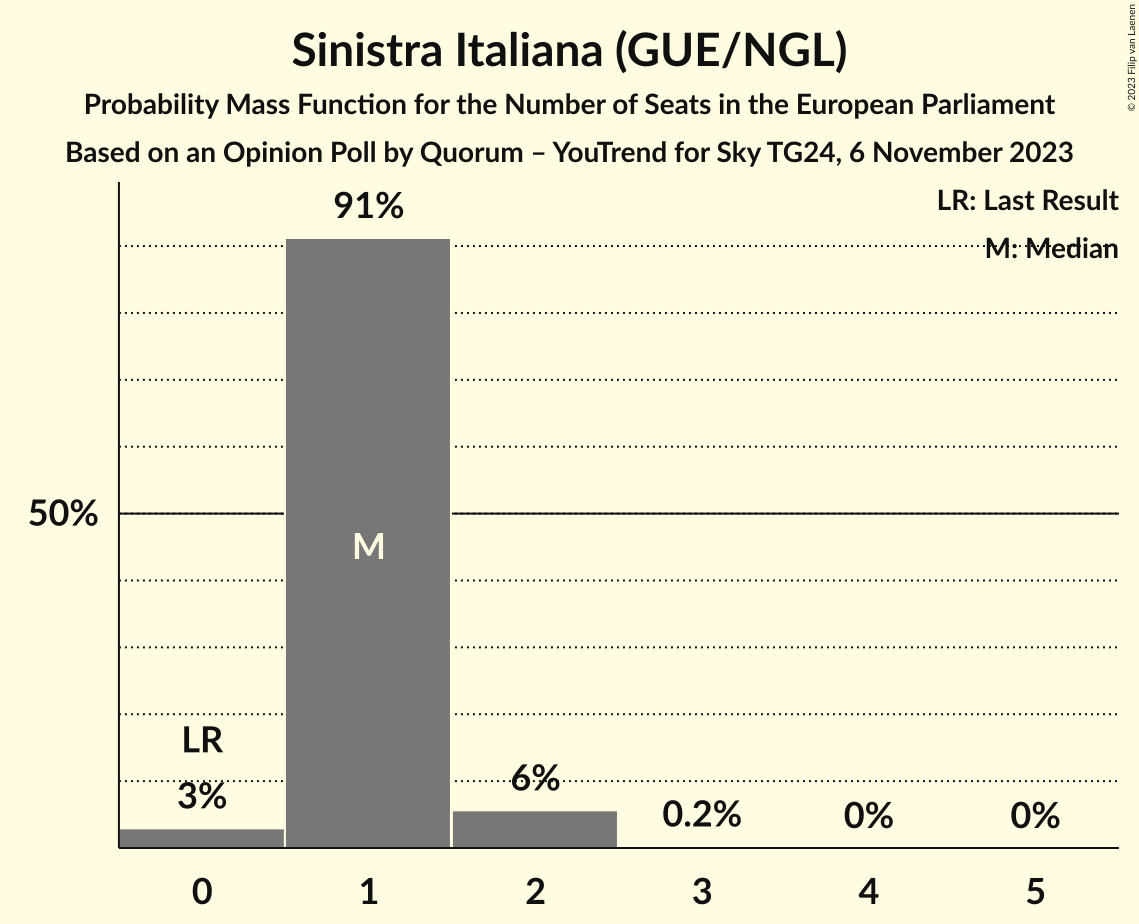 Sinistra Italiana (GUE/NGL)
Probability Mass Function for the Number of Seats in the European Parliament
Based on an Opinion Poll by Quorum – YouTrend for Sky TG24, 6 November 2023
© 2023 Filip van Laenen
LR: Last Result
M: Median
91%
50%
M
LR
3%
6%
0.2%
0%
0%
0
1
2
3
4
5